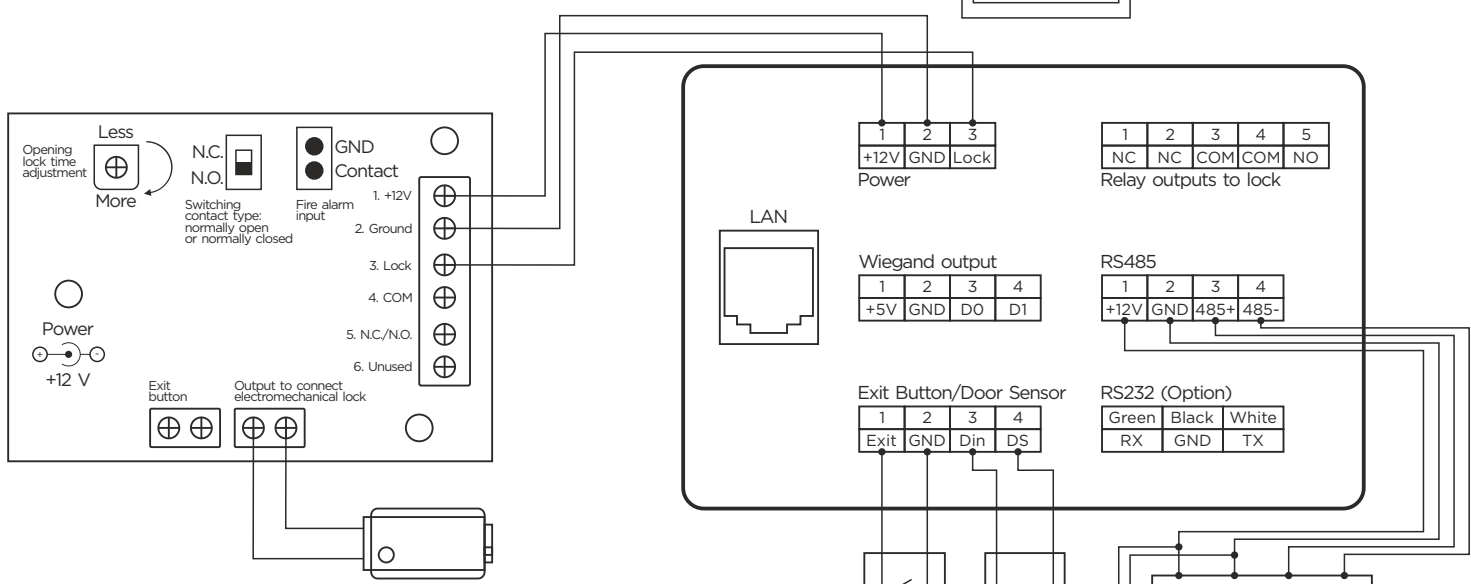 Less
Opening
lock time
adjustment
More
N.C.
N.O.
Switching
contact type:
normally open
or normally closed
GND
Contact
Fire alarm
input
1. +12V
2. Ground
3. Lock
4. COM
5. N.C./N.O.
6. Unused
Power
+ -
+12 V
Exit
button
Output to connect
electromechanical lock
LAN
1 2 3
+12V GND Lock
Power
1 2 3 4 5
NC NC COM COM NO
Relay outputs to lock
Wiegand output
1 2 3 4
+5V GND D0 D1
RS485
1 2 3 4
+12V GND 485+ 485-
Exit Button/Door Sensor
1 2 3 4
Exit GND Din DS
RS232 (Option)
Green Black White
RX GND TX